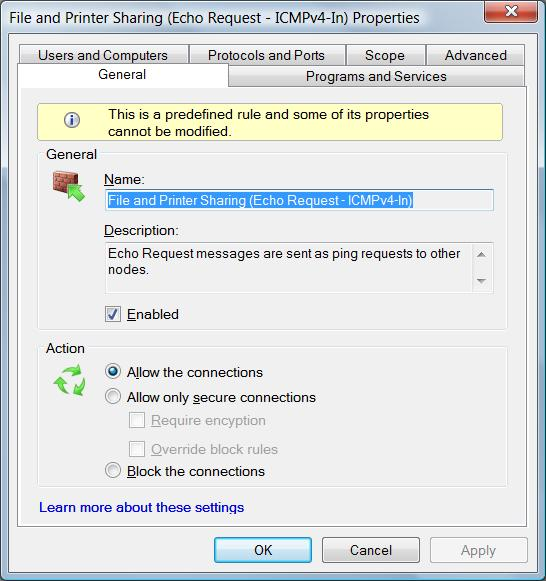 File and Printer Sharing (Echo Request - ICMPv4-In) Properties
Users and Computers
Protocols and Ports
Scope
Advanced
General
Programs and Services
This is a predefined rule and some of its properties
cannot be modified.
General
Name:
File and Printer Sharing (Echo Request - ICMPv4-In)
Description:
Echo Request messages are sent as ping requests to other
nodes.
Enabled
Action
Allow the connections
Allow only secure connections
Require encyption
Override block rules
Block the connections
Learn more about these settings
OK
Cancel
Apply